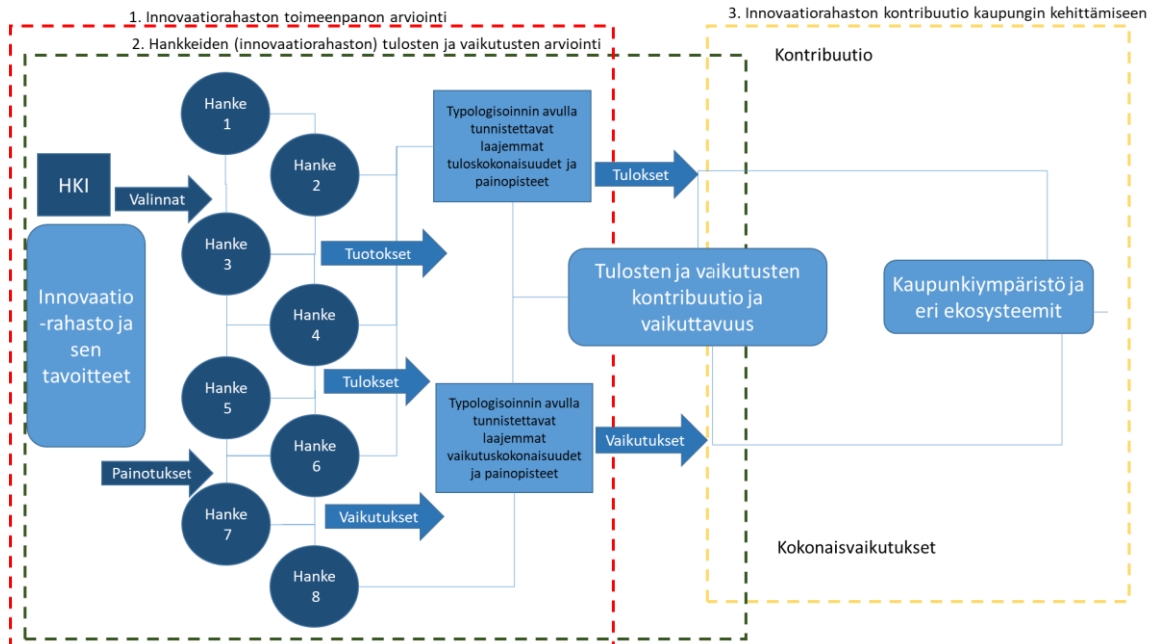 1. Innovaatiorahaston toimeenpanon arviointi
2. Hankkeiden (innovaatiorahaston) tulosten ja vaikutusten arviointi
3. Innovaatiorahaston kontribuutio kaupungin kehittämiseen
HKI
Innovaatio
-rahasto ja
sen
tavoitteet
Valinnat
Painotukset
Hanke
1
Hanke
2
Hanke
3
Hanke
4
Hanke
5
Hanke
6
Hanke
7
Hanke
8
Tuotokset
Tulokset
Vaikutukset
Typologisoinnin avulla
tunnistettavat
laajemmat
tuloskokonaisuudet ja
painopisteet
Typologisoinnin avulla
tunnistettavat
laajemmat
vaikutuskokonaisuudet
ja painopisteet
Tulokset
Vaikutukset
Tulosten ja vaikutusten
kontribuutio ja
vaikuttavuus
Kontribuutio
Kaupunkiympäristö ja
eri ekosysteemit
Kokonaisvaikutukset